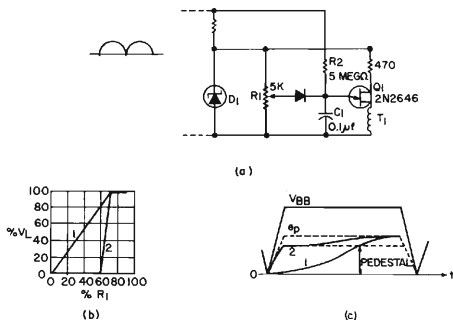 R2
5 MEGΩ
470
Q1
2N2646
5K
R1
D1
C1
0.1μf
T1
(a)
100
80
60
40
20
0
%VL
1
2
0 20 40 60 80 100
% R1
(b)
VBB
ep
2
1
PEDESTAL
0
t
(c)